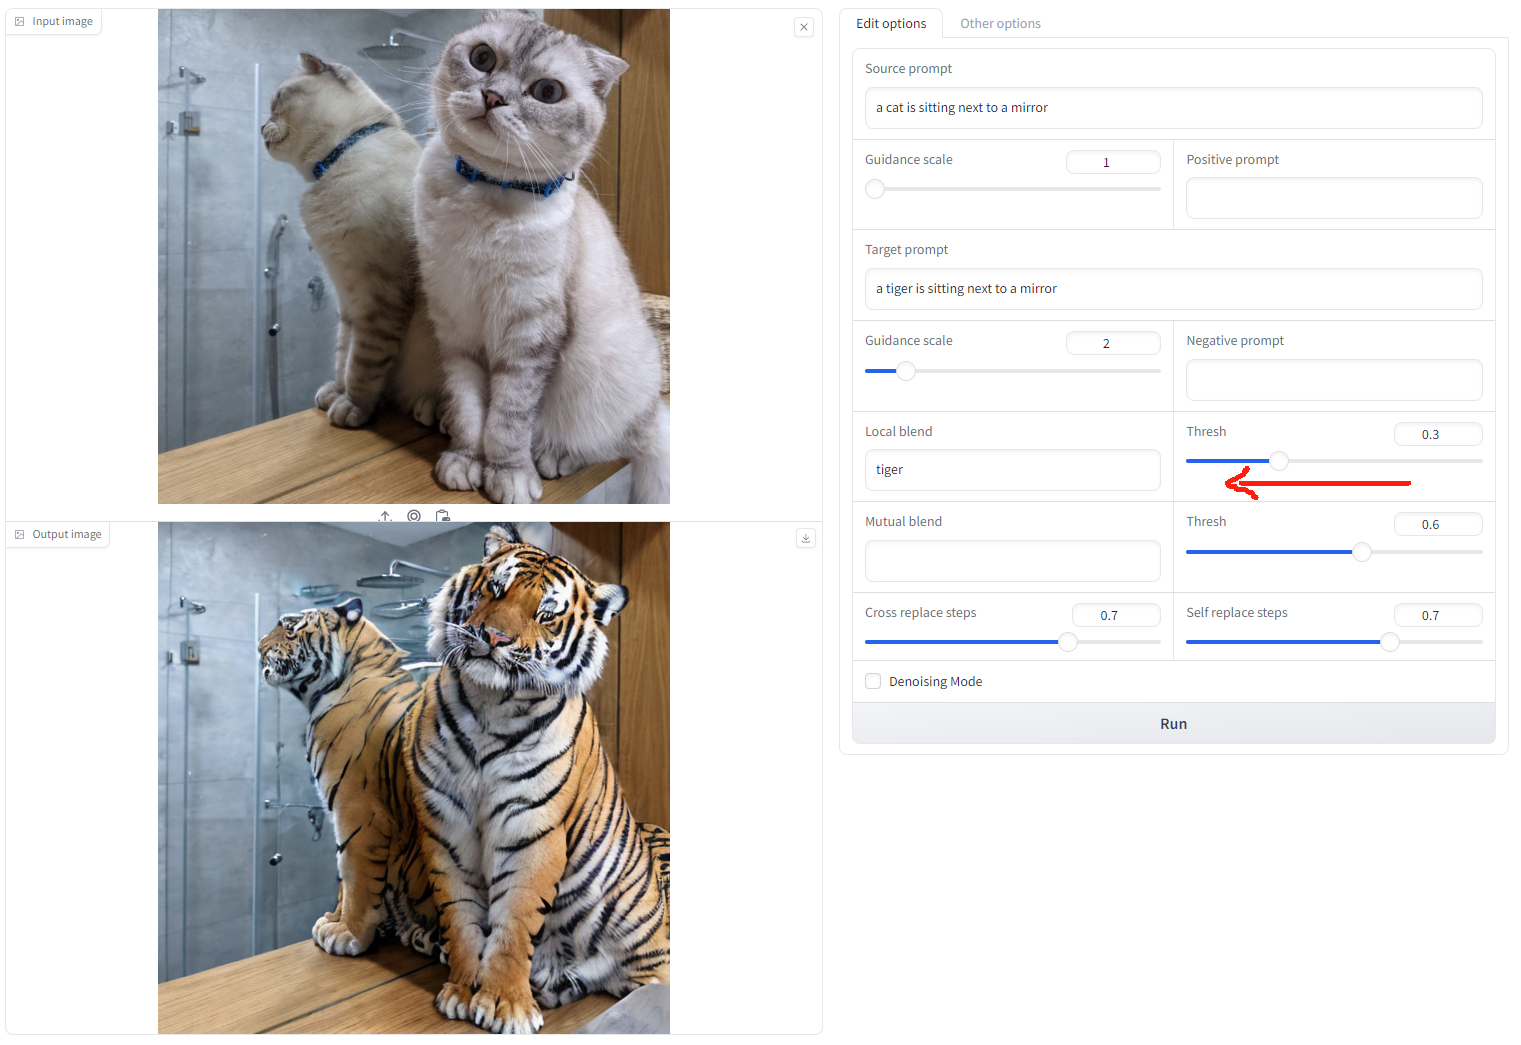 Input image
Output image
Edit options
Other options
Source prompt
a cat is sitting next to a mirror
Guidance scale
1
Positive prompt
Target prompt
a tiger is sitting next to a mirror
Guidance scale
2
Negative prompt
Local blend
tiger
Thresh
0.3
Mutual blend
Thresh
0.6
Cross replace steps
0.7
Self replace steps
0.7
Denoising Mode
Run